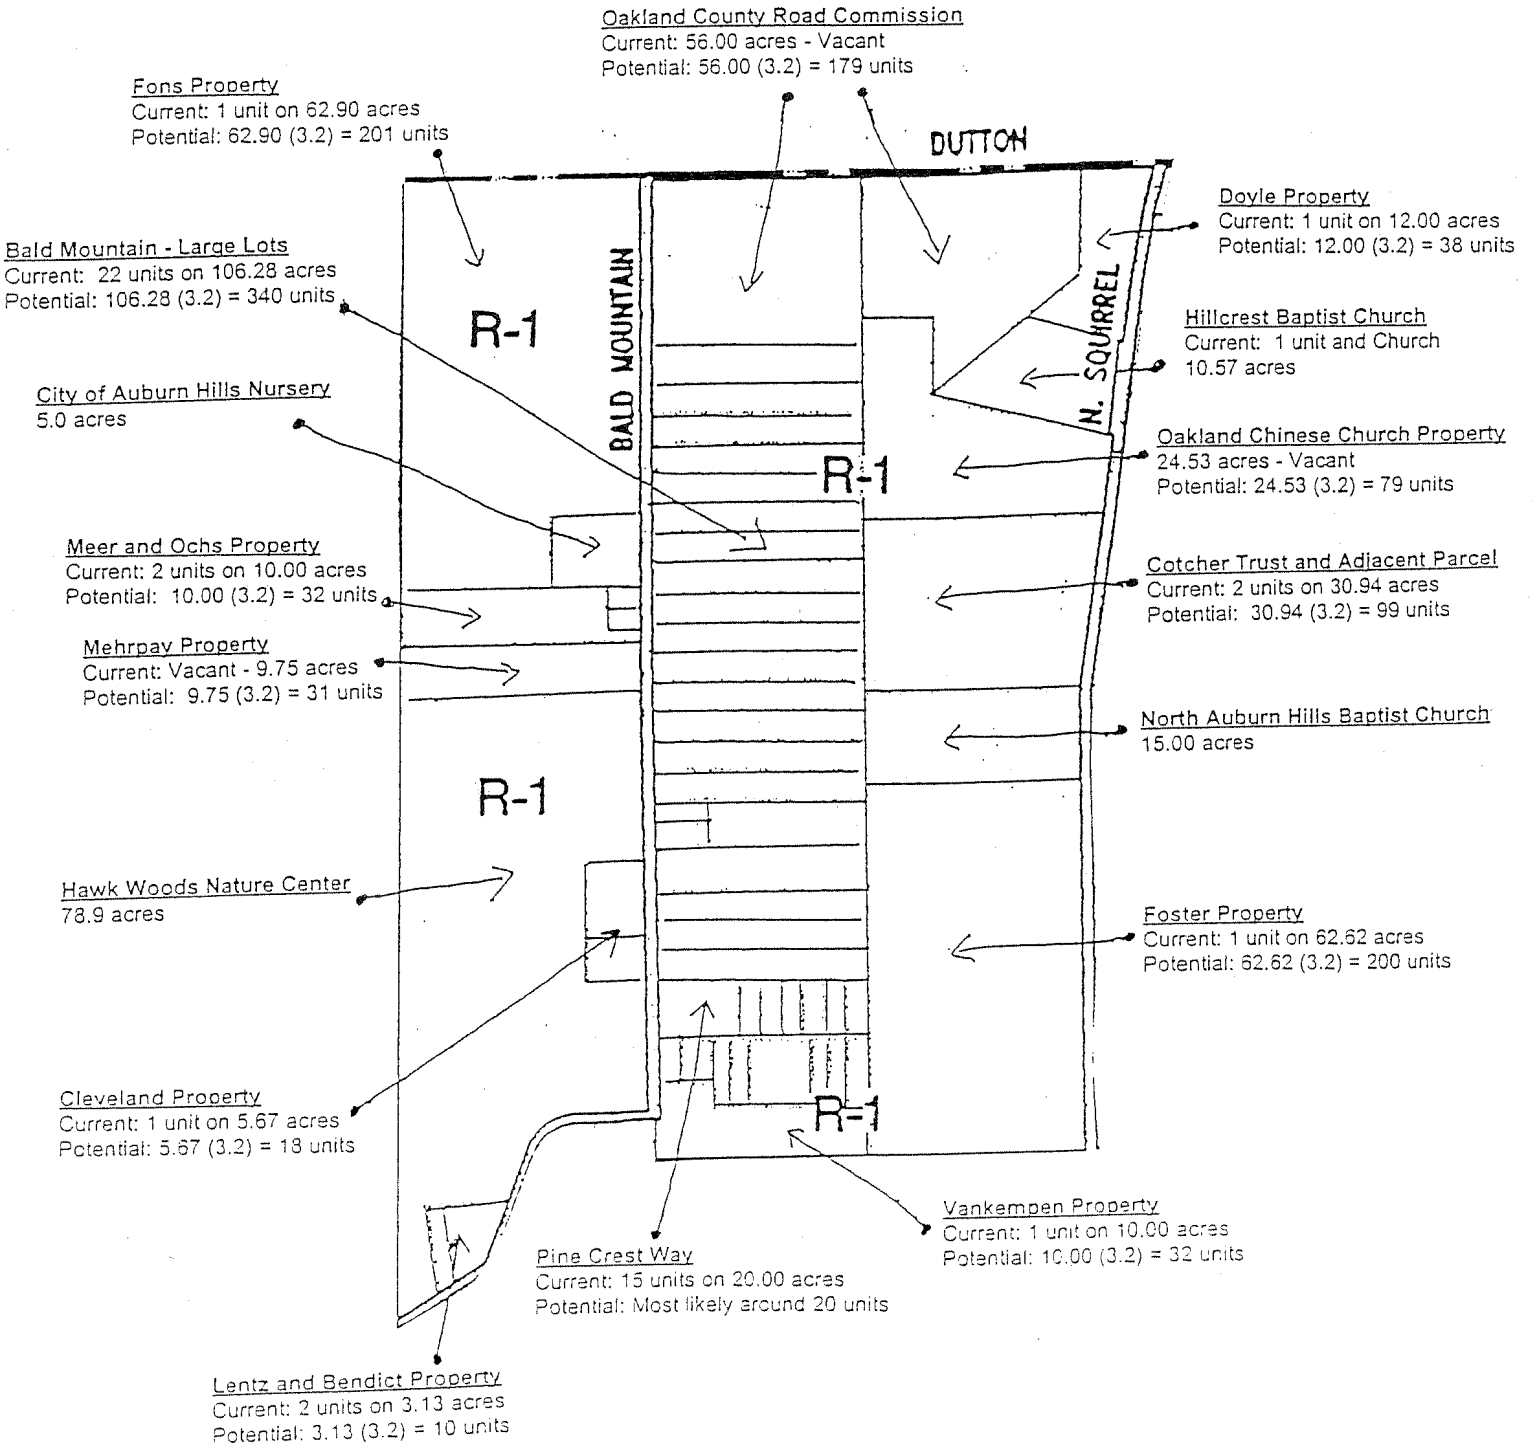 Oakland County Road Commission
Current: 56.00 acres - Vacant
Potential: 56.00 (3.2) = 179 units
Fons Property
Current: 1 unit on 62.90 acres
Potential: 62.90 (3.2) = 201 units
DUTTON
Doyle Property
Current: 1 unit on 12.00 acres
Potential: 12.00 (3.2) = 38 units
Bald Mountain - Large Lots
Current: 22 units on 106.28 acres
Potential: 106.28 (3.2) = 340 units
BALD MOUNTAIN
N. SQUIRREL
R-1
Hillcrest Baptist Church
Current: 1 unit and Church
10.57 acres
City of Auburn Hills Nursery
5.0 acres
Oakland Chinese Church Property
24.53 acres - Vacant
Potential: 24.53 (3.2) = 79 units
R-1
Meer and Ochs Property
Current: 2 units on 10.00 acres
Potential: 10.00 (3.2) = 32 units
Cotcher Trust and Adjacent Parcel
Current: 2 units on 30.94 acres
Potential: 30.94 (3.2) = 99 units
Mehrpay Property
Current: Vacant - 9.75 acres
Potential: 9.75 (3.2) = 31 units
North Auburn Hills Baptist Church
15.00 acres
R-1
Hawk Woods Nature Center
78.9 acres
Foster Property
Current: 1 unit on 62.62 acres
Potential: 62.62 (3.2) = 200 units
Cleveland Property
Current: 1 unit on 5.67 acres
Potential: 5.67 (3.2) = 18 units
R-1
Vankempen Property
Current: 1 unit on 10.00 acres
Potential: 10.00 (3.2) = 32 units
Pine Crest Way
Current: 15 units on 20.00 acres
Potential: Most likely around 20 units
Lentz and Bendict Property
Current: 2 units on 3.13 acres
Potential: 3.13 (3.2) = 10 units